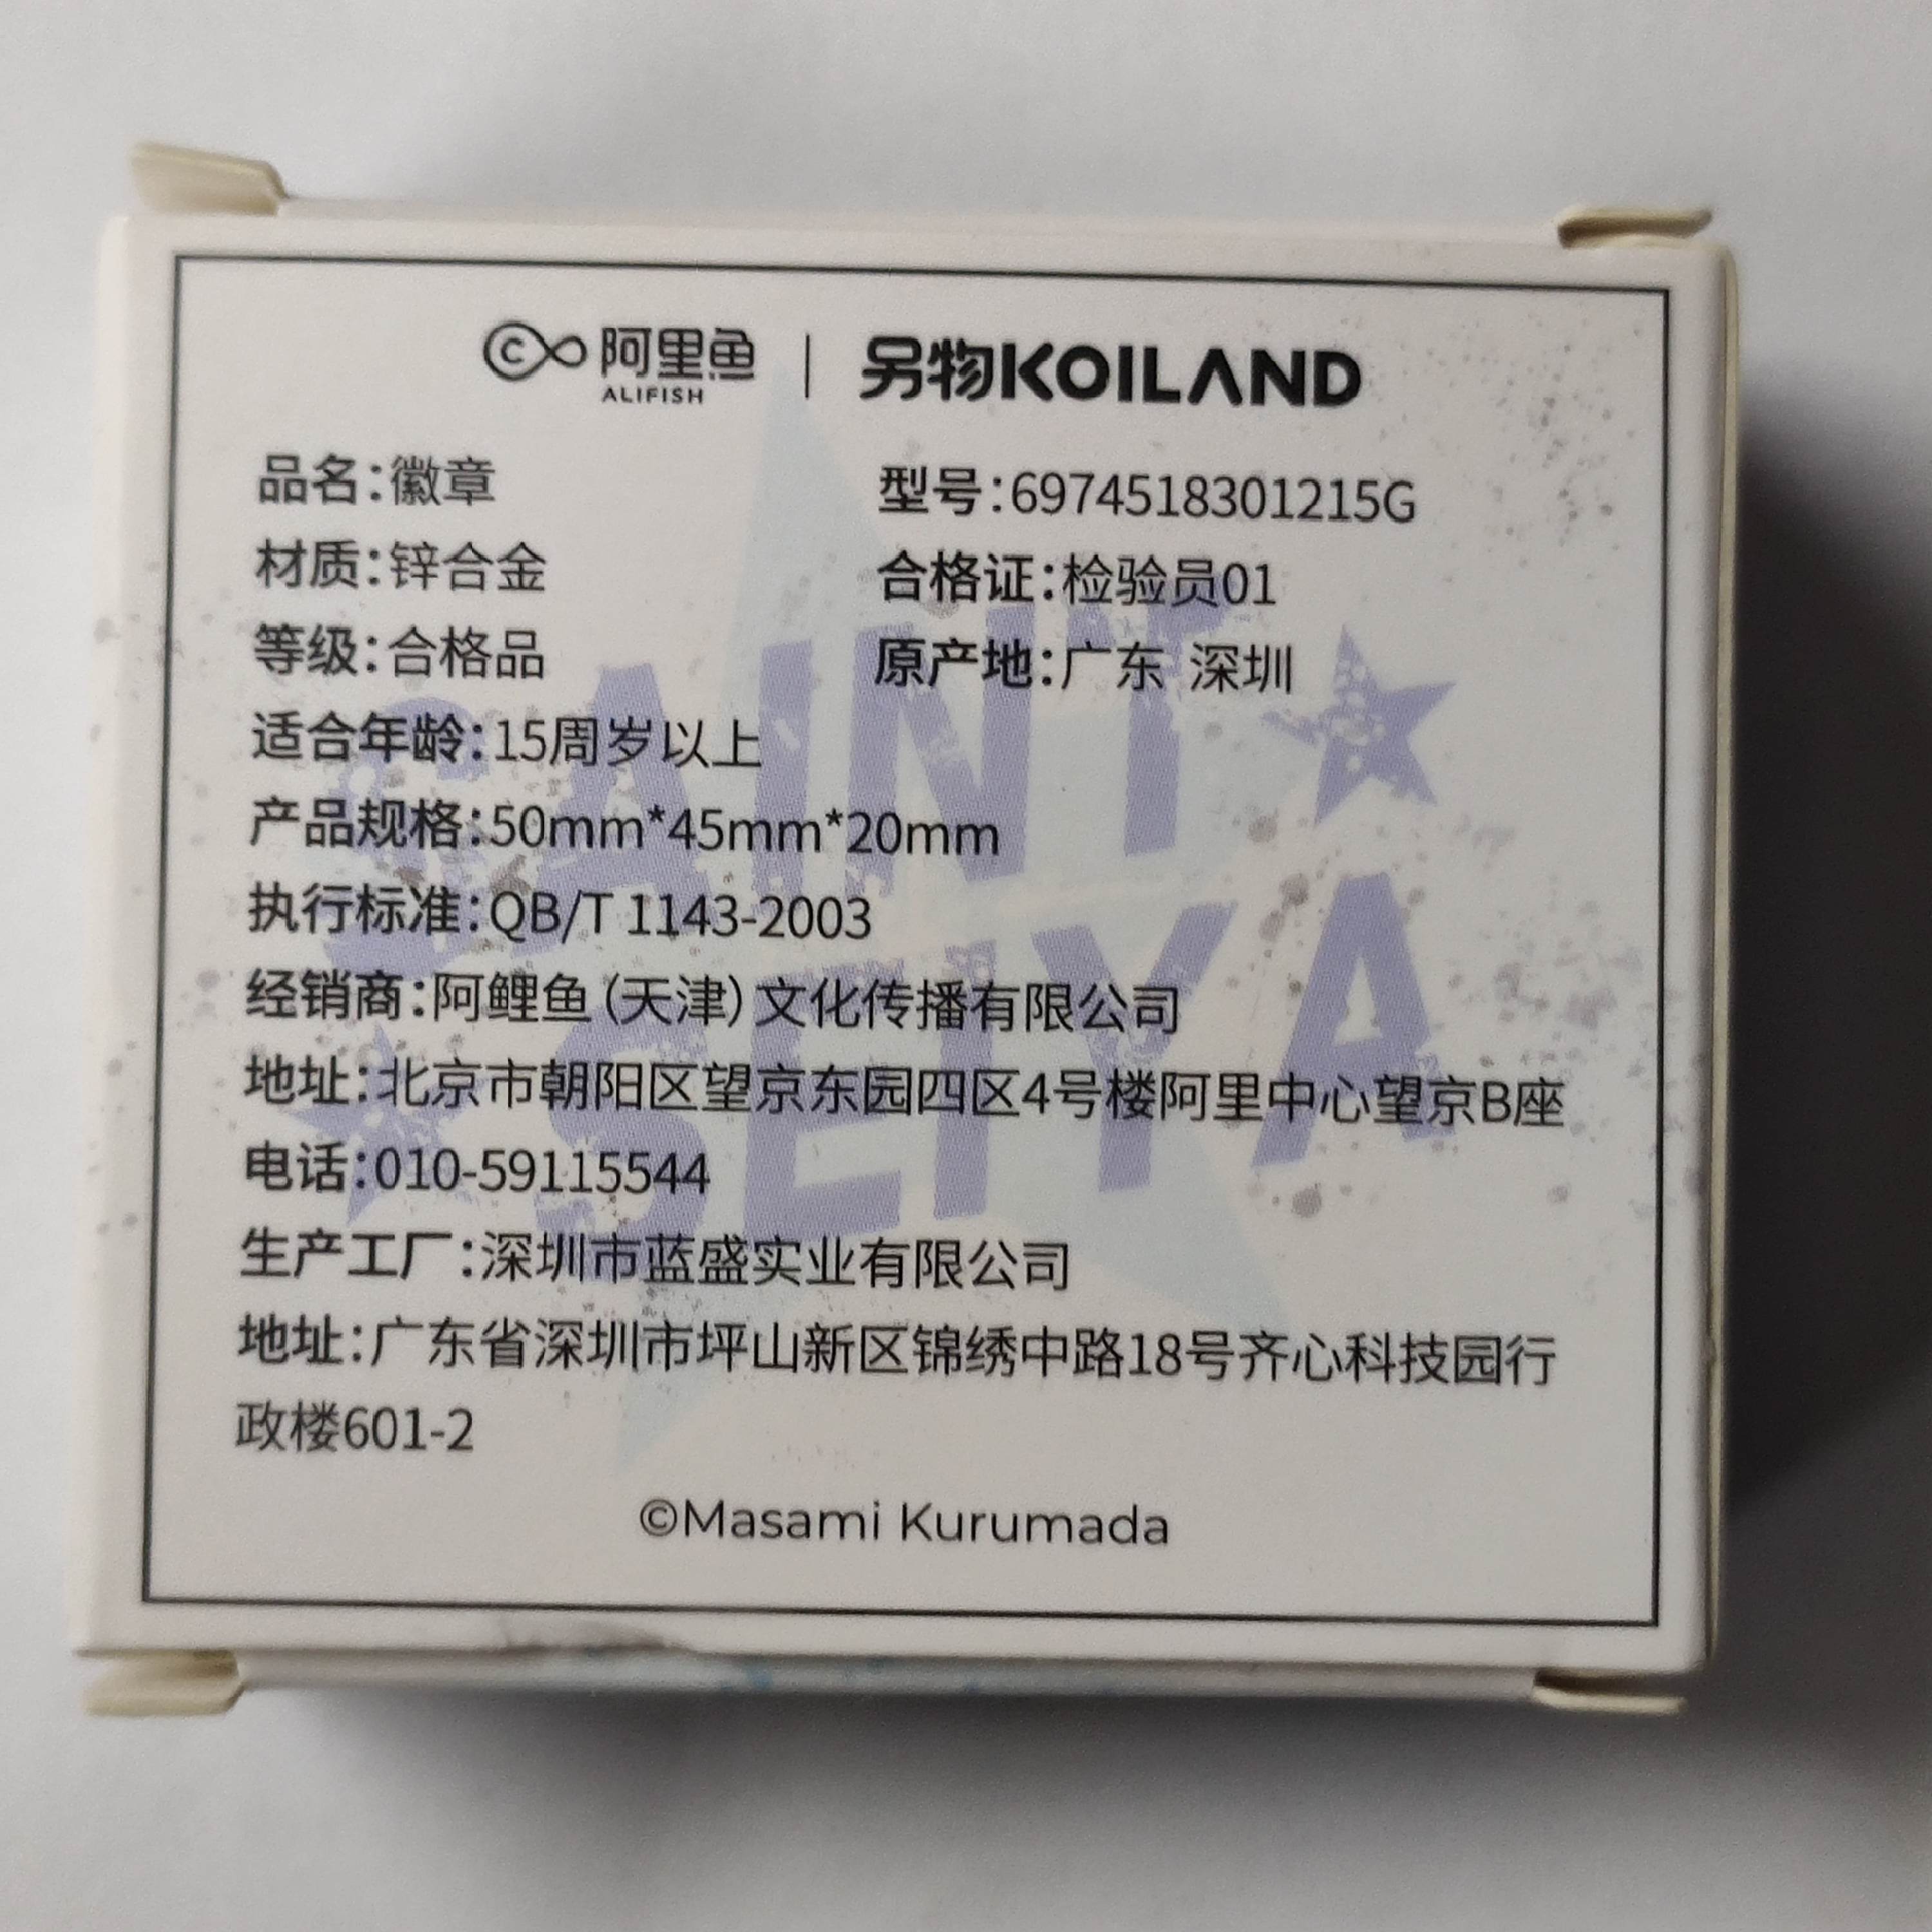 阿里鱼 | 另物KOILAND
ALIFISH
品名:徽章 型号:6974518301215G
材质:锌合金 合格证:检验员01
等级:合格品 原产地:广东 深圳
适合年龄:15周岁以上
产品规格:50mm*45mm*20mm
执行标准:QB/T 1143-2003
经销商:阿鲤鱼(天津)文化传播有限公司
地址:北京市朝阳区望京东园四区4号楼阿里中心望京B座
电话:010-59115544
生产工厂:深圳市蓝盛实业有限公司
地址:广东省深圳市坪山新区锦绣中路18号齐心科技园行
政楼601-2
©Masami Kurumada
SAINT
SEIYA